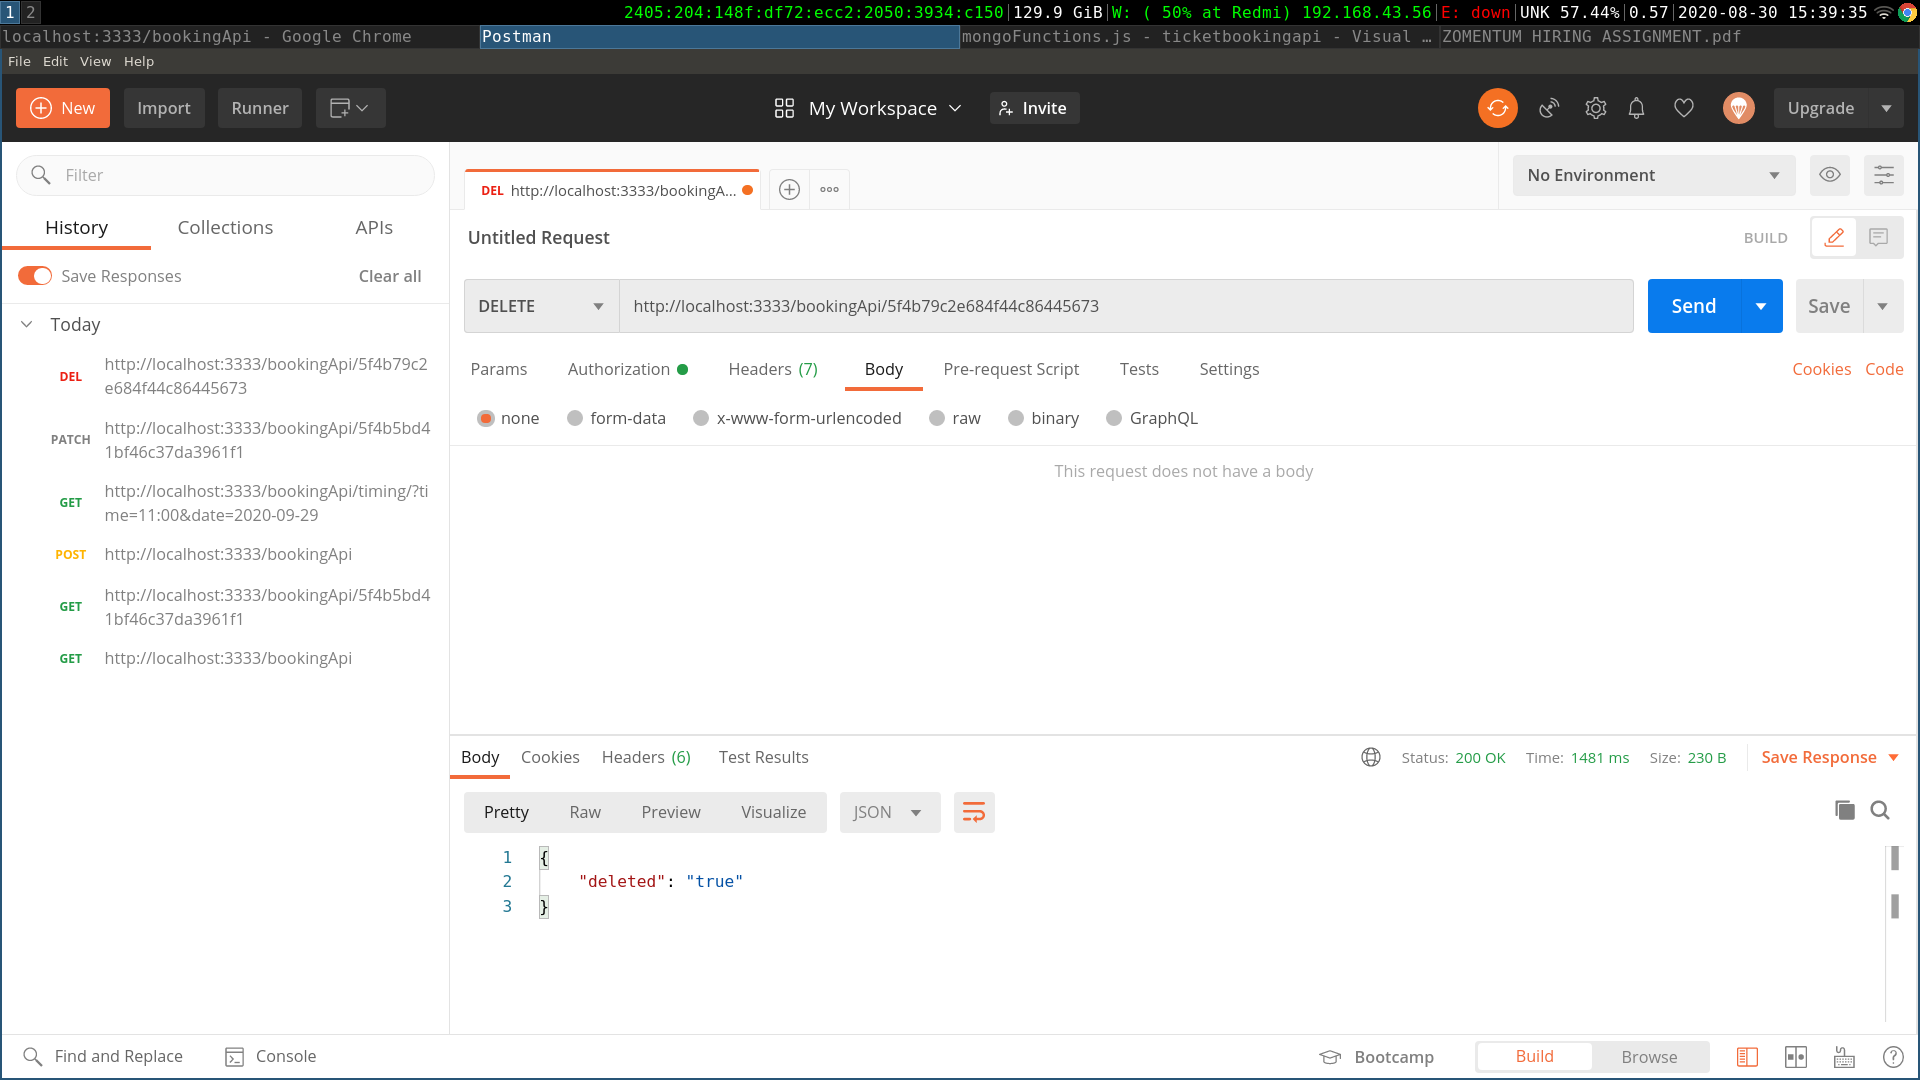 1 2 2405:204:148f:df72:ecc2:2050:3934:c150|129.9 GiB|W: ( 50% at Redmi) 192.168.43.56|E: down|UNK 57.44%|0.57|2020-08-30 15:39:35
localhost:3333/bookingApi - Google Chrome Postman mongoFunctions.js - ticketbookingapi - Visual … ZOMENTUM HIRING ASSIGNMENT.pdf
File Edit View Help
New Import Runner My Workspace Invite Upgrade
Filter
DEL http://localhost:3333/bookingA... No Environment
History Collections APIs
Untitled Request BUILD
Save Responses Clear all
DELETE http://localhost:3333/bookingApi/5f4b79c2e684f44c86445673 Send Save
Today
Params Authorization Headers (7) Body Pre-request Script Tests Settings Cookies Code
none form-data x-www-form-urlencoded raw binary GraphQL
This request does not have a body
DEL http://localhost:3333/bookingApi/5f4b79c2
e684f44c86445673
PATCH http://localhost:3333/bookingApi/5f4b5bd4
1bf46c37da3961f1
GET http://localhost:3333/bookingApi/timing/?ti
me=11:00&date=2020-09-29
POST http://localhost:3333/bookingApi
GET http://localhost:3333/bookingApi/5f4b5bd4
1bf46c37da3961f1
GET http://localhost:3333/bookingApi
Body Cookies Headers (6) Test Results Status: 200 OK Time: 1481 ms Size: 230 B Save Response
Pretty Raw Preview Visualize JSON
1 {
2 "deleted": "true"
3 }
Find and Replace Console Bootcamp Build Browse